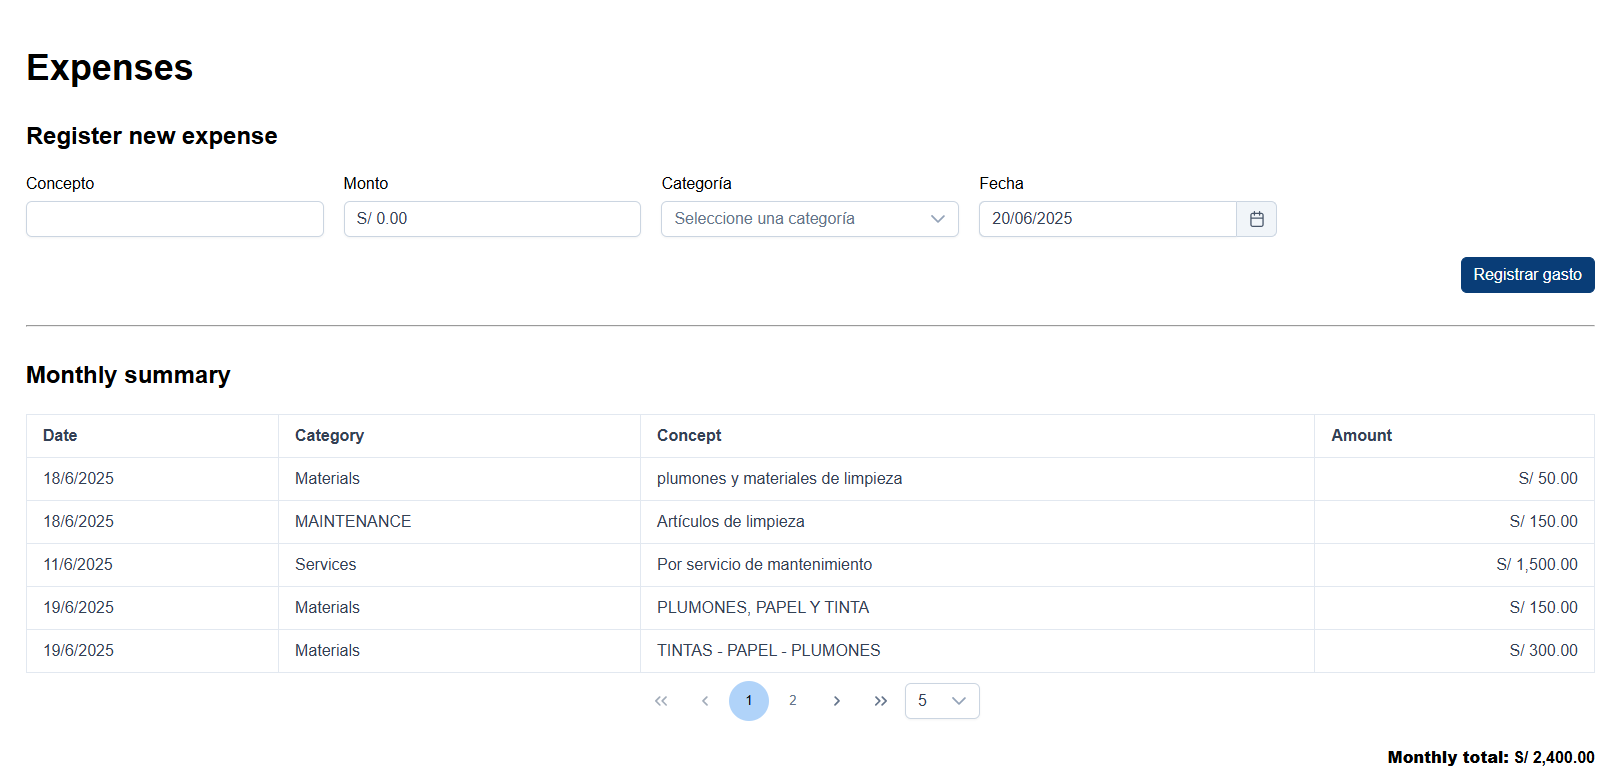 Expenses
Register new expense
Concepto Monto Categoría Fecha
S/ 0.00 Seleccione una categoría 20/06/2025
Registrar gasto
Monthly summary
Date Category Concept Amount
18/6/2025 Materials plumones y materiales de limpieza S/ 50.00
18/6/2025 MAINTENANCE Artículos de limpieza S/ 150.00
11/6/2025 Services Por servicio de mantenimiento S/ 1,500.00
19/6/2025 Materials PLUMONES, PAPEL Y TINTA S/ 150.00
19/6/2025 Materials TINTAS - PAPEL - PLUMONES S/ 300.00
1 2 5
Monthly total: S/ 2,400.00